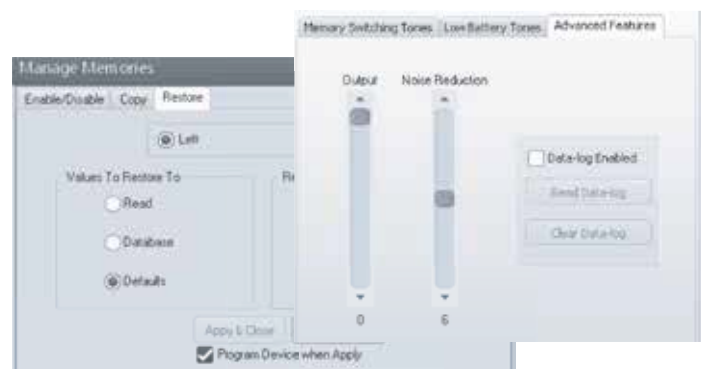 Memory Switching Tones Low Battery Tones Advanced Features
Output Noise Reduction
Data-log Enabled
Read Data-log
Clear Data-log
0 6
Manage Memories
Enable/Disable Copy Restore
Left
Values To Restore To
Re
Read
Database
Defaults
Apply & Close
Program Device when Apply